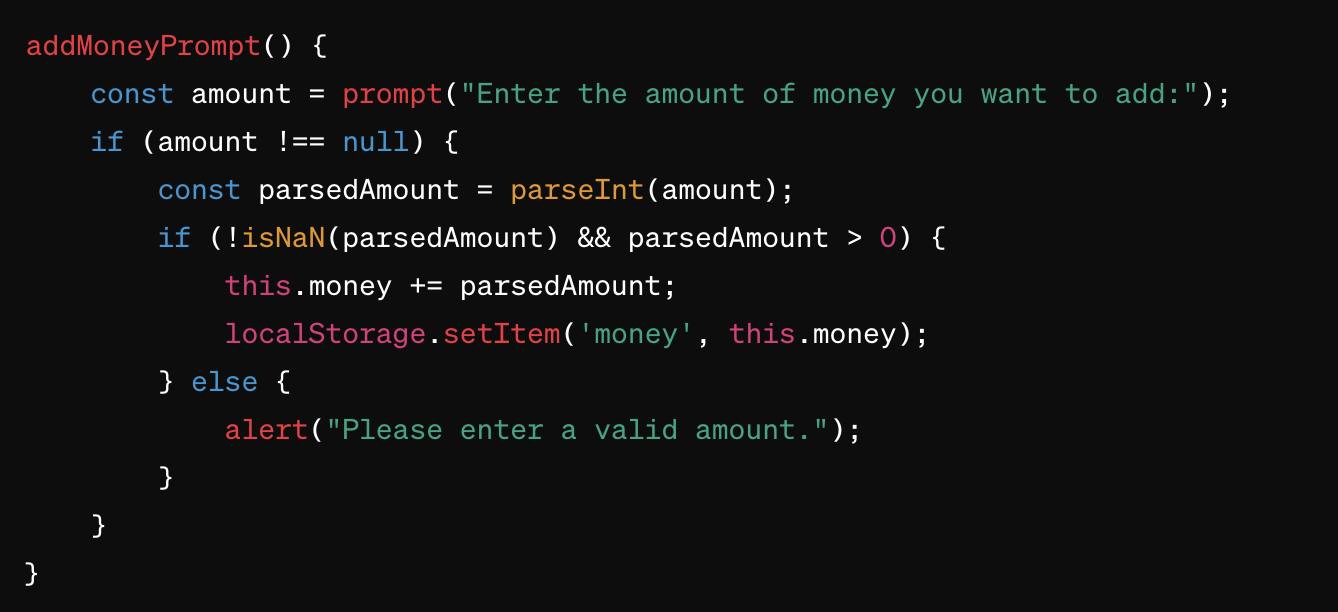 addMoneyPrompt() {
    const amount = prompt("Enter the amount of money you want to add:");
    if (amount !== null) {
        const parsedAmount = parseInt(amount);
        if (!isNaN(parsedAmount) && parsedAmount > 0) {
            this.money += parsedAmount;
            localStorage.setItem('money', this.money);
        } else {
            alert("Please enter a valid amount.");
        }
    }
}